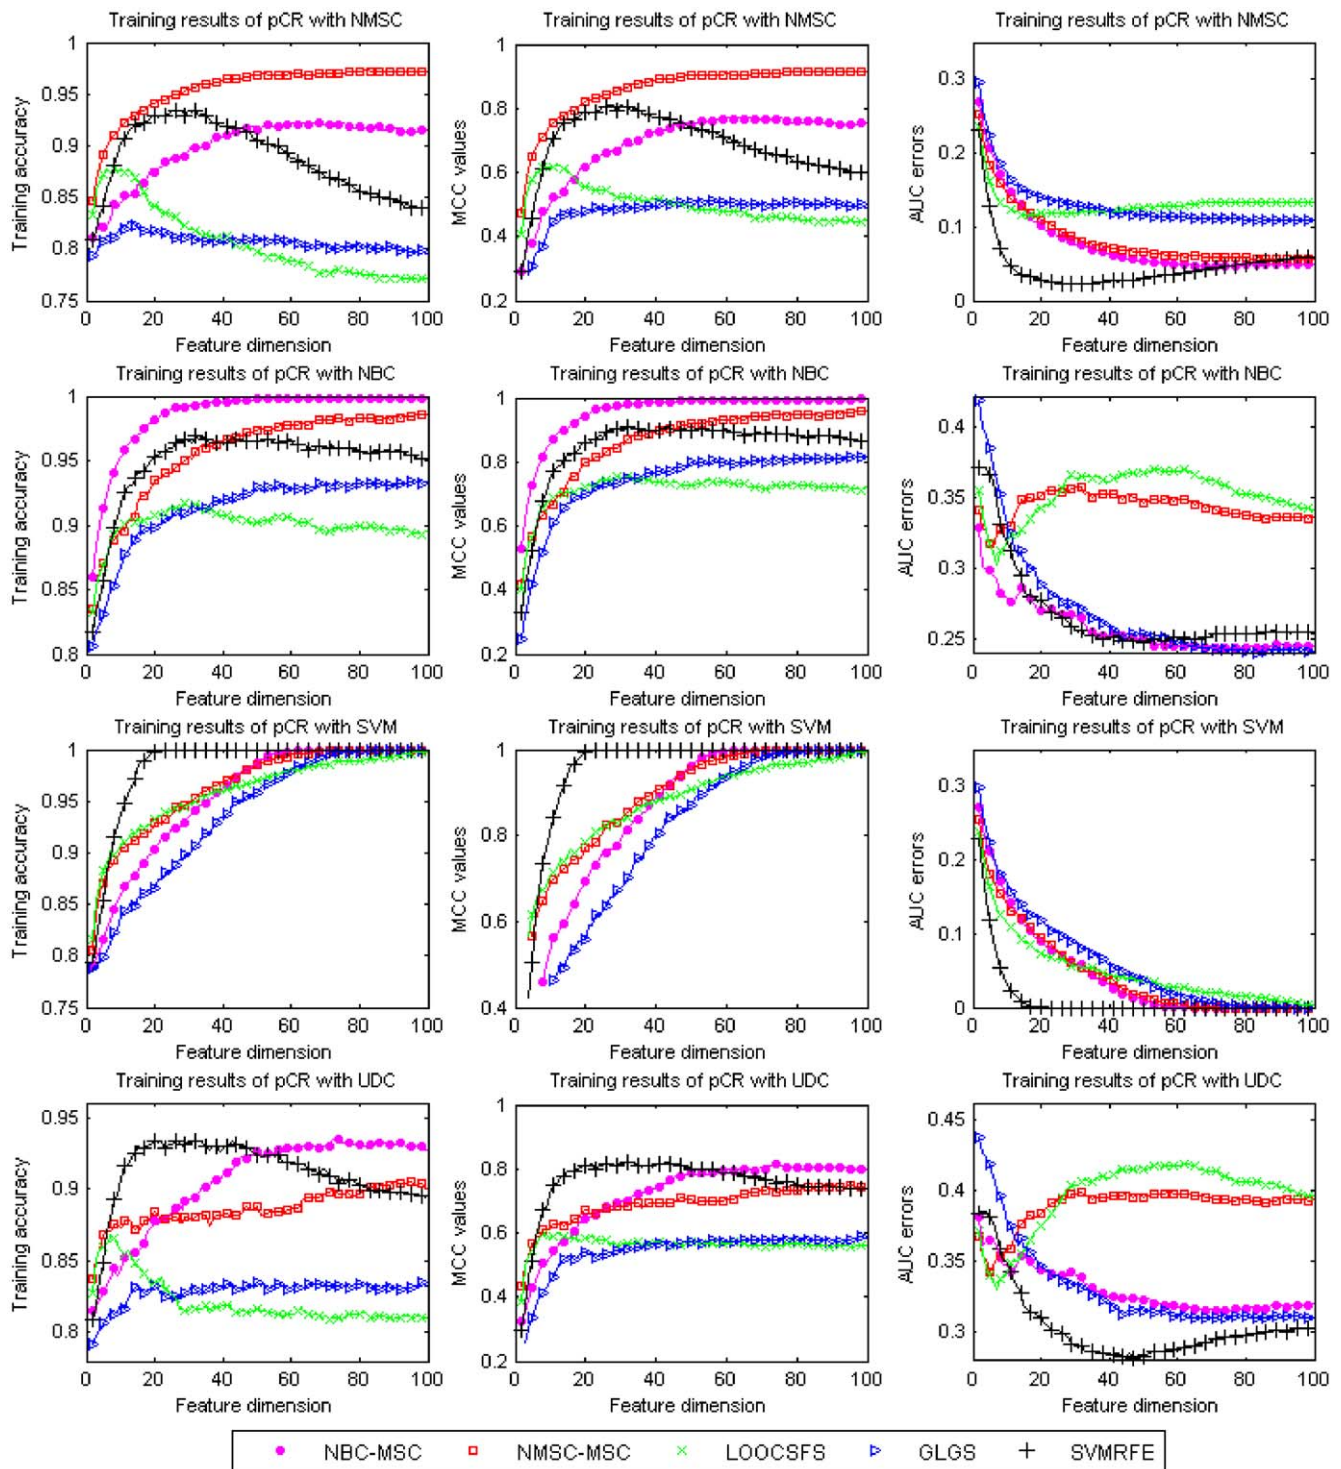 Training results of pCR with NMSC
Training results of pCR with NMSC
Training results of pCR with NMSC
Training accuracy
1
0.95
0.9
0.85
0.8
0.75
0 20 40 60 80 100
Feature dimension
MCC values
1
0.8
0.6
0.4
0.2
0 20 40 60 80 100
Feature dimension
AUC errors
0.3
0.2
0.1
0
0 20 40 60 80 100
Feature dimension
Training results of pCR with NBC
Training results of pCR with NBC
Training results of pCR with NBC
Training accuracy
1
0.95
0.9
0.85
0.8
0 20 40 60 80 100
Feature dimension
MCC values
1
0.8
0.6
0.4
0.2
0 20 40 60 80 100
Feature dimension
AUC errors
0.4
0.35
0.3
0.25
0 20 40 60 80 100
Feature dimension
Training results of pCR with SVM
Training results of pCR with SVM
Training results of pCR with SVM
Training accuracy
1
0.95
0.9
0.85
0.8
0.75
0 20 40 60 80 100
Feature dimension
MCC values
1
0.8
0.6
0.4
0 20 40 60 80 100
Feature dimension
AUC errors
0.3
0.2
0.1
0
0 20 40 60 80 100
Feature dimension
Training results of pCR with UDC
Training results of pCR with UDC
Training results of pCR with UDC
Training accuracy
0.95
0.9
0.85
0.8
0 20 40 60 80 100
Feature dimension
MCC values
1
0.8
0.6
0.4
0.2
0 20 40 60 80 100
Feature dimension
AUC errors
0.45
0.4
0.35
0.3
0 20 40 60 80 100
Feature dimension
NBC-MSC NMSC-MSC LOOCSFS GLGS SVMRFE